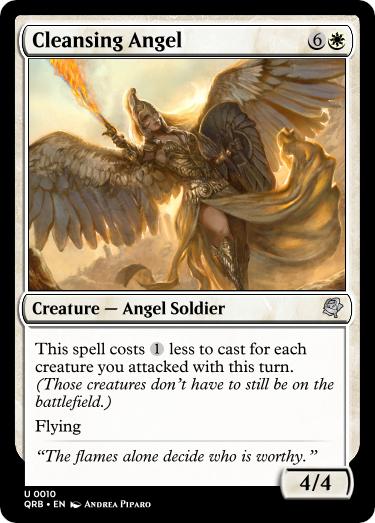 Cleansing Angel 6
Creature — Angel Soldier
This spell costs 1 less to cast for each
creature you attacked with this turn.
(Those creatures don't have to still be on the
battlefield.)
Flying
"The flames alone decide who is worthy."
4/4
U 0010
QRB • EN Andrea Piparo